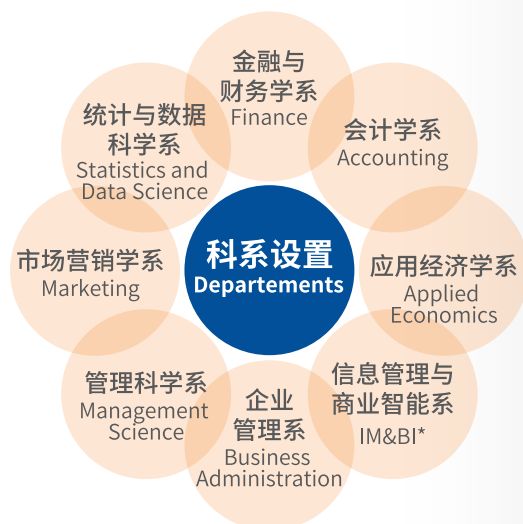 金融与
财务学系
Finance
会计学系
Accounting
应用经济学系
Applied
Economics
信息管理与
商业智能系
IM&BI*
企业
管理系
Business
Administration
管理科学系
Management
Science
市场营销学系
Marketing
统计与数据
科学系
Statistics and
Data Science
科系设置
Departements